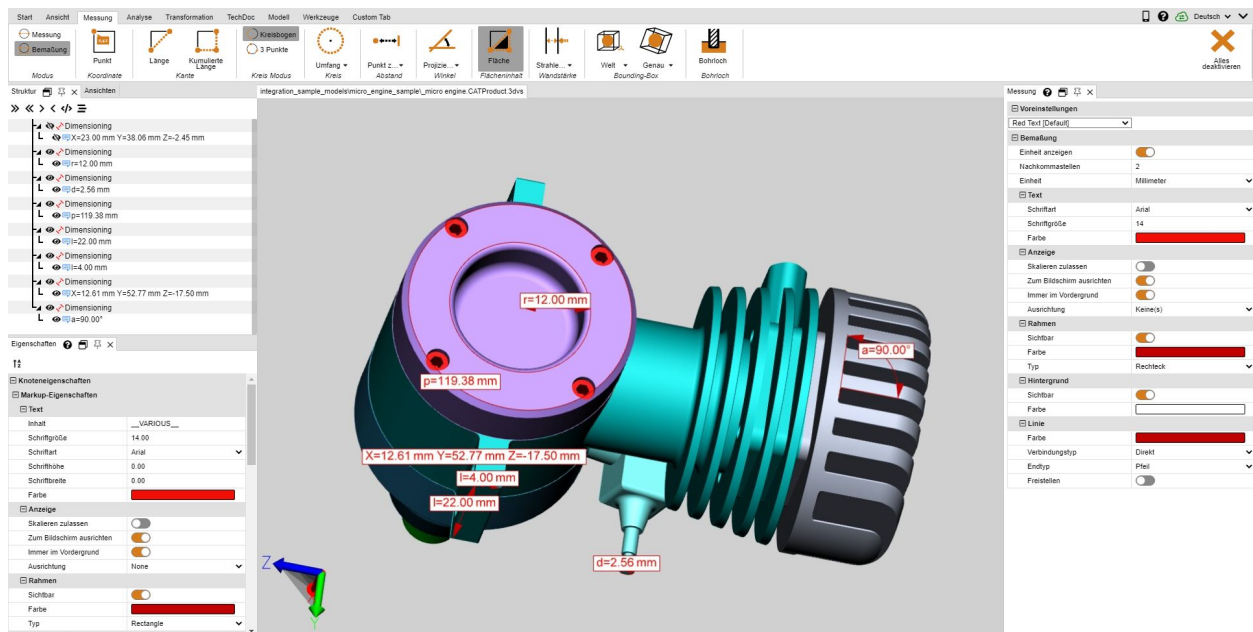 Start Ansicht Messung Analyse Transformation TechDoc Modell Werkzeuge Custom Tab Deutsch
Messung
Bemaßung
Modus
Punkt
Koordinate
Länge
Kumulierte Länge
Kante
Kreisbogen
3 Punkte
Kreis Modus
Umfang
Kreis
Punkt z...
Abstand
Projizie...
Winkel
Fläche
Flächeninhalt
Strahle...
Wandstärke
Welt
Genau
Bounding-Box
Bohrloch
Bohrloch
Alles deaktivieren
Struktur Ansichten
Dimensioning
X=23.00 mm Y=38.06 mm Z=-2.45 mm
Dimensioning
r=12.00 mm
Dimensioning
d=2.56 mm
Dimensioning
p=119.38 mm
Dimensioning
l=22.00 mm
Dimensioning
l=4.00 mm
Dimensioning
X=12.61 mm Y=52.77 mm Z=-17.50 mm
Dimensioning
a=90.00°
Eigenschaften
Knoteneigenschaften
Markup-Eigenschaften
Text
Inhalt __VARIOUS__
Schriftgröße 14.00
Schriftart Arial
Schrifthöhe 0.00
Schriftbreite 0.00
Farbe
Anzeige
Skalieren zulassen
Zum Bildschirm ausrichten
Immer im Vordergrund
Ausrichtung None
Rahmen
Sichtbar
Farbe
Typ Rectangle
integration_sample_models\micro_engine_sample\_micro engine.CATProduct.3dvs
r=12.00 mm
a=90.00°
p=119.38 mm
X=12.61 mm Y=52.77 mm Z=-17.50 mm
l=4.00 mm
l=22.00 mm
d=2.56 mm
Z
Y
Messung
Voreinstellungen
Red Text [Default]
Bemaßung
Einheit anzeigen
Nachkommastellen 2
Einheit Millimeter
Text
Schriftart Arial
Schriftgröße 14
Farbe
Anzeige
Skalieren zulassen
Zum Bildschirm ausrichten
Immer im Vordergrund
Ausrichtung Keine(s)
Rahmen
Sichtbar
Farbe
Typ Rechteck
Hintergrund
Sichtbar
Farbe
Linie
Farbe
Verbindungstyp Direkt
Endtyp Pfeil
Freistellen